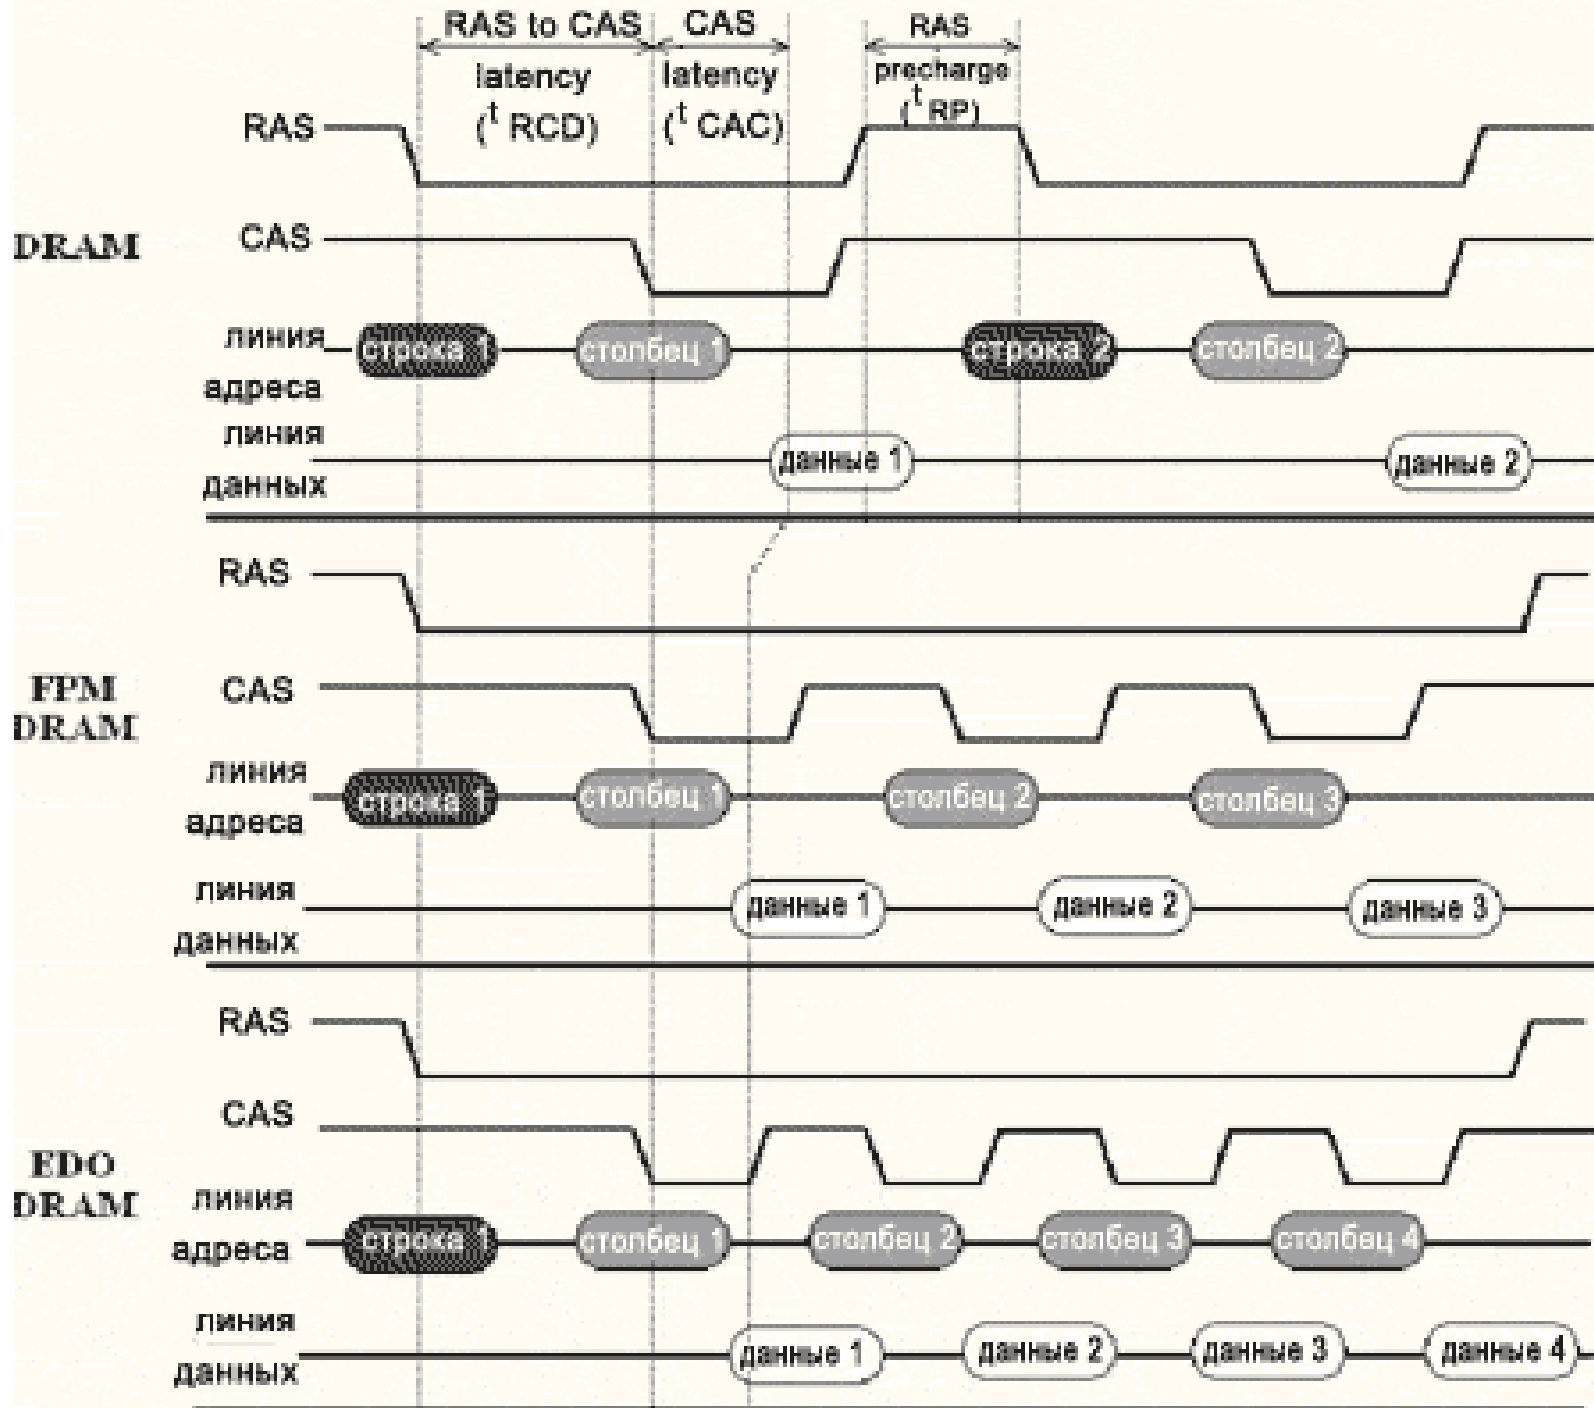 RAS to CAS CAS RAS
latency latency precharge
(t RCD) (t CAC) (t RP)
RAS
DRAM
CAS
линия
адреса
строка 1 столбец 1 строка 2 столбец 2
линия
данных
данные 1 данные 2
RAS
FPM
DRAM
CAS
линия
адреса
строка 1 столбец 1 столбец 2 столбец 3
линия
данных
данные 1 данные 2 данные 3
RAS
CAS
EDO
DRAM
линия
адреса
строка 1 столбец 1 столбец 2 столбец 3 столбец 4
линия
данных
данные 1 данные 2 данные 3 данные 4